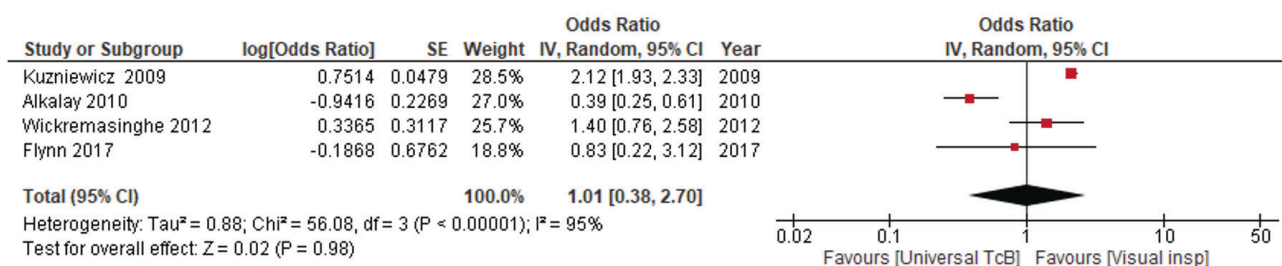 Odds Ratio Odds Ratio
Study or Subgroup log[Odds Ratio] SE Weight IV, Random, 95% CI Year IV, Random, 95% CI
Kuzniewicz 2009 0.7514 0.0479 28.5% 2.12 [1.93, 2.33] 2009
Alkalay 2010 -0.9416 0.2269 27.0% 0.39 [0.25, 0.61] 2010
Wickremasinghe 2012 0.3365 0.3117 25.7% 1.40 [0.76, 2.58] 2012
Flynn 2017 -0.1868 0.6762 18.8% 0.83 [0.22, 3.12] 2017
Total (95% CI) 100.0% 1.01 [0.38, 2.70]
Heterogeneity: Tau² = 0.88; Chi² = 56.08, df = 3 (P < 0.00001); I² = 95%
Test for overall effect: Z = 0.02 (P = 0.98)
0.02 0.1 1 10 50
Favours [Universal TcB] Favours [Visual insp]